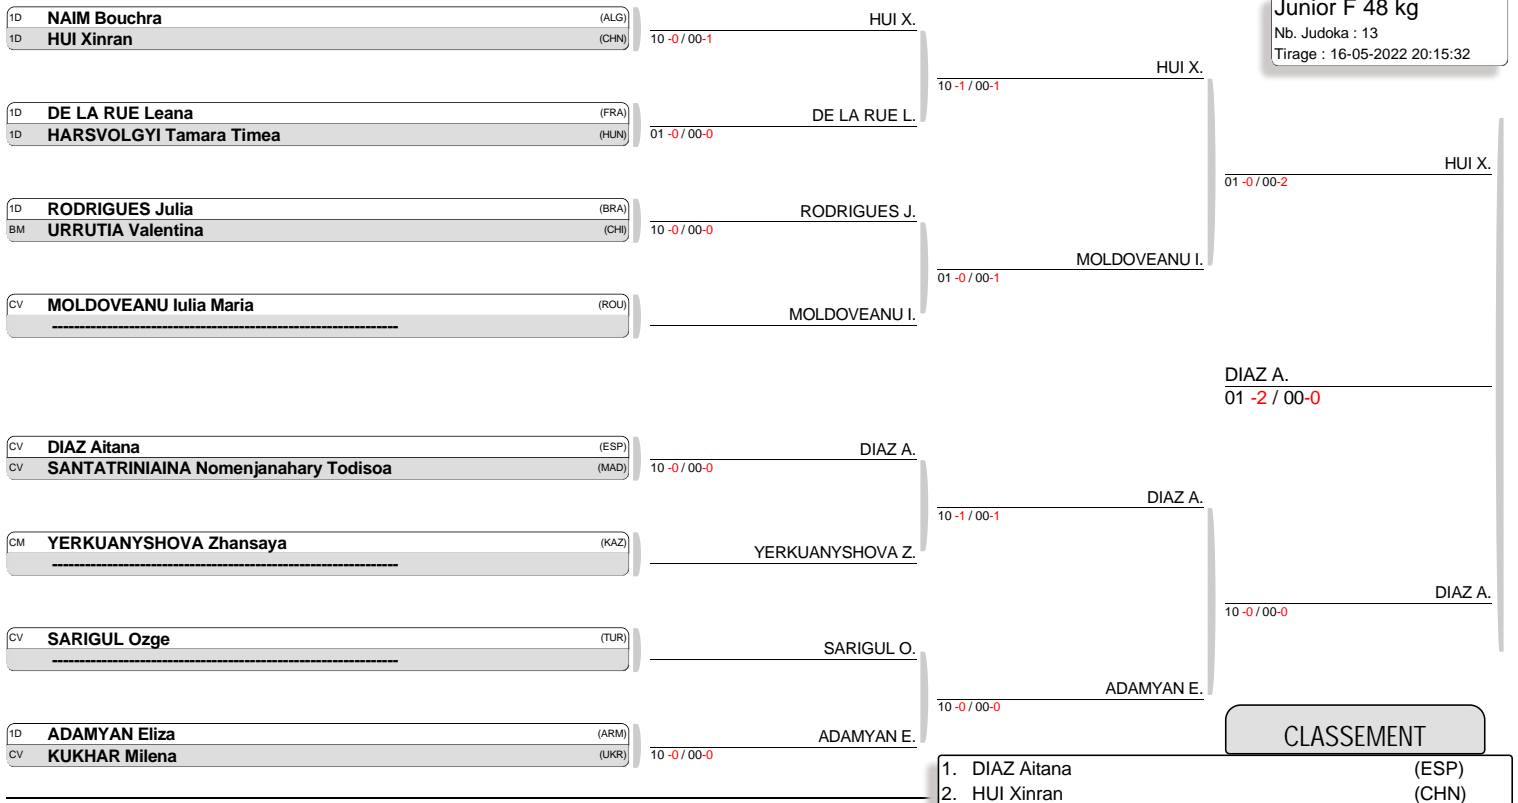 Junior F 48 kg
Nb. Judoka : 13
Tirage : 16-05-2022 20:15:32
1D NAIM Bouchra (ALG)
1D HUI Xinran (CHN)
HUI X.
10 -0 / 00-1
1D DE LA RUE Leana (FRA)
1D HARSVOLGYI Tamara Timea (HUN)
DE LA RUE L.
01 -0 / 00-0
HUI X.
10 -1 / 00-1
1D RODRIGUES Julia (BRA)
BM URRUTIA Valentina (CHI)
RODRIGUES J.
10 -0 / 00-0
CV MOLDOVEANU Iulia Maria (ROU)
---------------------------------------------------------------
MOLDOVEANU I.
MOLDOVEANU I.
01 -0 / 00-1
HUI X.
01 -0 / 00-2
DIAZ A.
01 -2 / 00-0
CV DIAZ Aitana (ESP)
CV SANTATRINIAINA Nomenjanahary Todisoa (MAD)
DIAZ A.
10 -0 / 00-0
CM YERKUANYSHOVA Zhansaya (KAZ)
---------------------------------------------------------------
YERKUANYSHOVA Z.
DIAZ A.
10 -1 / 00-1
CV SARIGUL Ozge (TUR)
---------------------------------------------------------------
SARIGUL O.
1D ADAMYAN Eliza (ARM)
CV KUKHAR Milena (UKR)
ADAMYAN E.
10 -0 / 00-0
ADAMYAN E.
10 -0 / 00-0
DIAZ A.
10 -0 / 00-0
CLASSEMENT
1. DIAZ Aitana (ESP)
2. HUI Xinran (CHN)